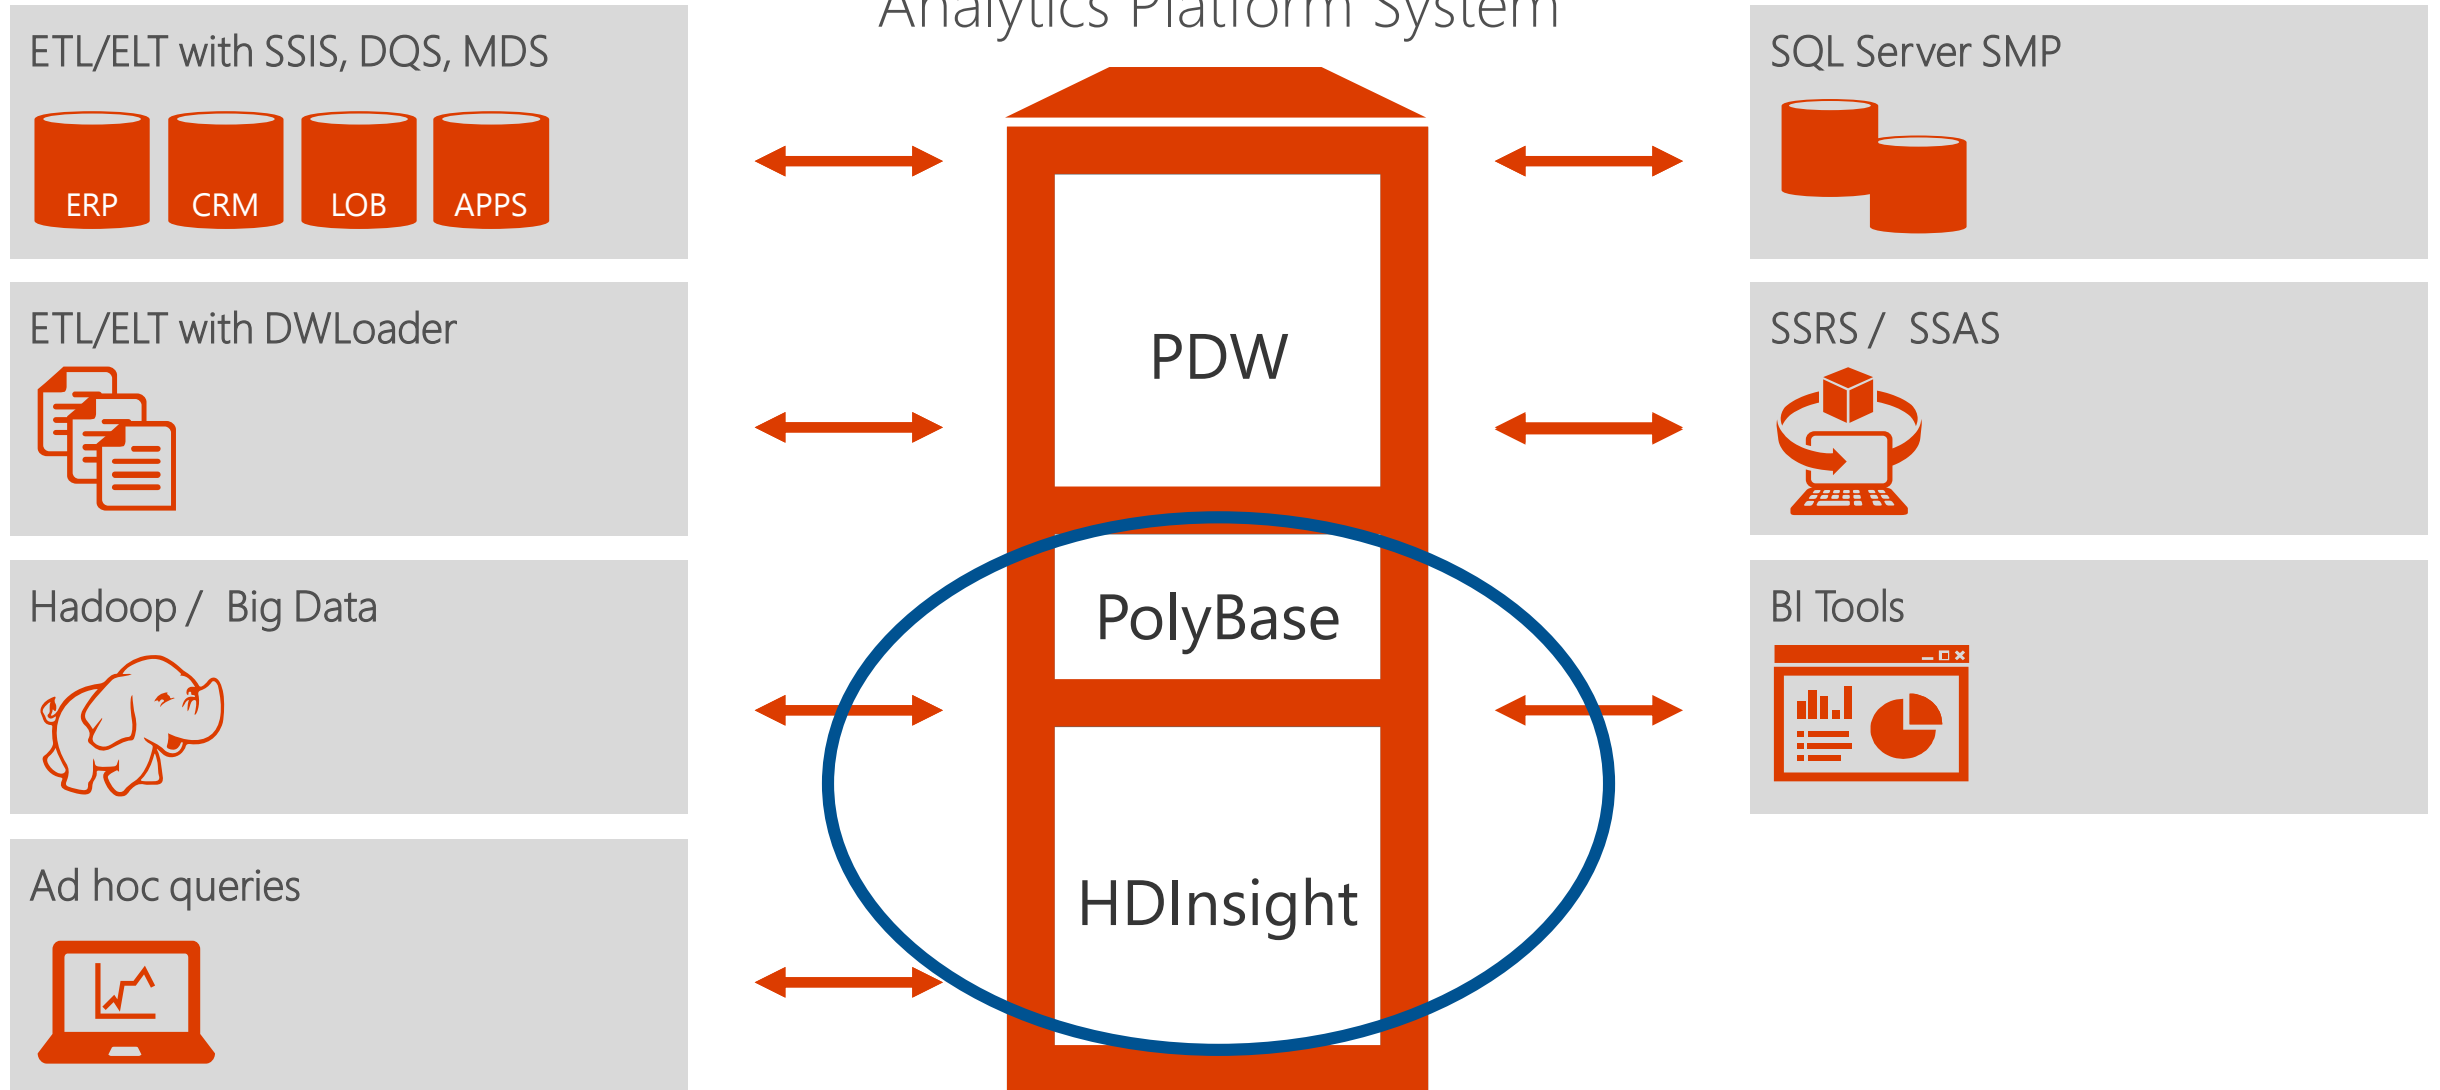 Analytics Platform System
ETL/ELT with SSIS, DQS, MDS
ERP
CRM
LOB
APPS
ETL/ELT with DWLoader
Hadoop / Big Data
Ad hoc queries
PDW
PolyBase
HDInsight
SQL Server SMP
SSRS / SSAS
BI Tools